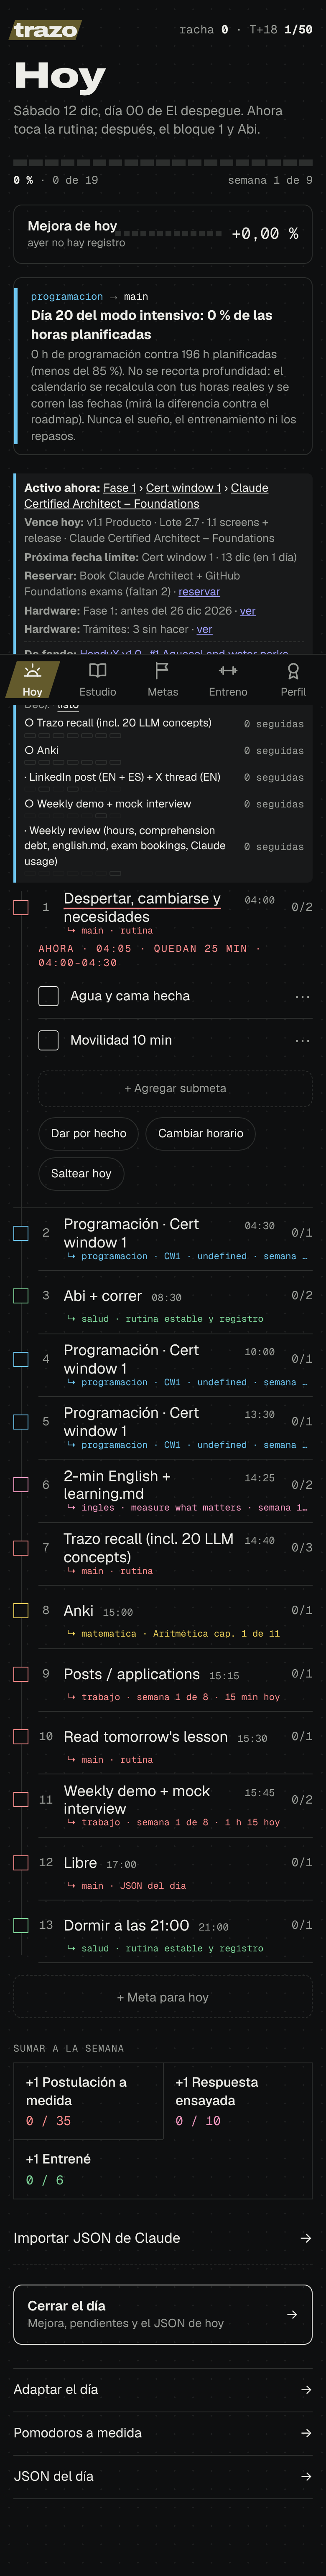 trazo
racha 0 · T+18 1/50
Hoy
Sábado 12 dic, día 00 de El despegue. Ahora
toca la rutina; después, el bloque 1 y Abi.
0 % · 0 de 19
semana 1 de 9
Mejora de hoy
ayer no hay registro
+0,00 %
programacion → main
Día 20 del modo intensivo: 0 % de las
horas planificadas
0 h de programación contra 196 h planificadas
(menos del 85 %). No se recorta profundidad: el
calendario se recalcula con tus horas reales y se
corren las fechas (mirá la diferencia contra el
roadmap). Nunca el sueño, el entrenamiento ni los
repasos.
Activo ahora: Fase 1 › Cert window 1 › Claude
Certified Architect – Foundations
Vence hoy: v1.1 Producto · Lote 2.7 · 1.1 screens +
release · Claude Certified Architect – Foundations
Próxima fecha límite: Cert window 1 · 13 dic (en 1 día)
Reservar: Book Claude Architect + GitHub
Foundations exams (faltan 2) · reservar
Hardware: Fase 1: antes del 26 dic 2026 · ver
Hardware: Trámites: 3 sin hacer · ver
Hoy
Estudio
Metas
Entreno
Perfil
Dec). · listo
Trazo recall (incl. 20 LLM concepts)
0 seguidas
Anki
0 seguidas
· LinkedIn post (EN + ES) + X thread (EN)
0 seguidas
Weekly demo + mock interview
0 seguidas
· Weekly review (hours, comprehension
debt, english.md, exam bookings, Claude
usage)
0 seguidas
1 Despertar, cambiarse y
necesidades
04:00
0/2
↳ main · rutina
AHORA · 04:05 · QUEDAN 25 MIN ·
04:00–04:30
Agua y cama hecha
···
Movilidad 10 min
···
+ Agregar submeta
Dar por hecho
Cambiar horario
Saltear hoy
2 Programación · Cert
window 1
04:30
0/1
↳ programacion · CW1 · undefined · semana …
3 Abi + correr 08:30
0/2
↳ salud · rutina estable y registro
4 Programación · Cert
window 1
10:00
0/1
↳ programacion · CW1 · undefined · semana …
5 Programación · Cert
window 1
13:30
0/1
↳ programacion · CW1 · undefined · semana …
6 2-min English +
learning.md
14:25
0/2
↳ ingles · measure what matters · semana 1…
7 Trazo recall (incl. 20 LLM
concepts)
14:40
0/3
↳ main · rutina
8 Anki 15:00
0/1
↳ matematica · Aritmética cap. 1 de 11
9 Posts / applications 15:15
0/1
↳ trabajo · semana 1 de 8 · 15 min hoy
10 Read tomorrow's lesson 15:30
0/1
↳ main · rutina
11 Weekly demo + mock
interview
15:45
0/2
↳ trabajo · semana 1 de 8 · 1 h 15 hoy
12 Libre 17:00
0/1
↳ main · JSON del día
13 Dormir a las 21:00 21:00
0/1
↳ salud · rutina estable y registro
+ Meta para hoy
SUMAR A LA SEMANA
+1 Postulación a
medida
0 / 35
+1 Respuesta
ensayada
0 / 10
+1 Entrené
0 / 6
Importar JSON de Claude →
Cerrar el día
Mejora, pendientes y el JSON de hoy
→
Adaptar el día →
Pomodoros a medida →
JSON del día →